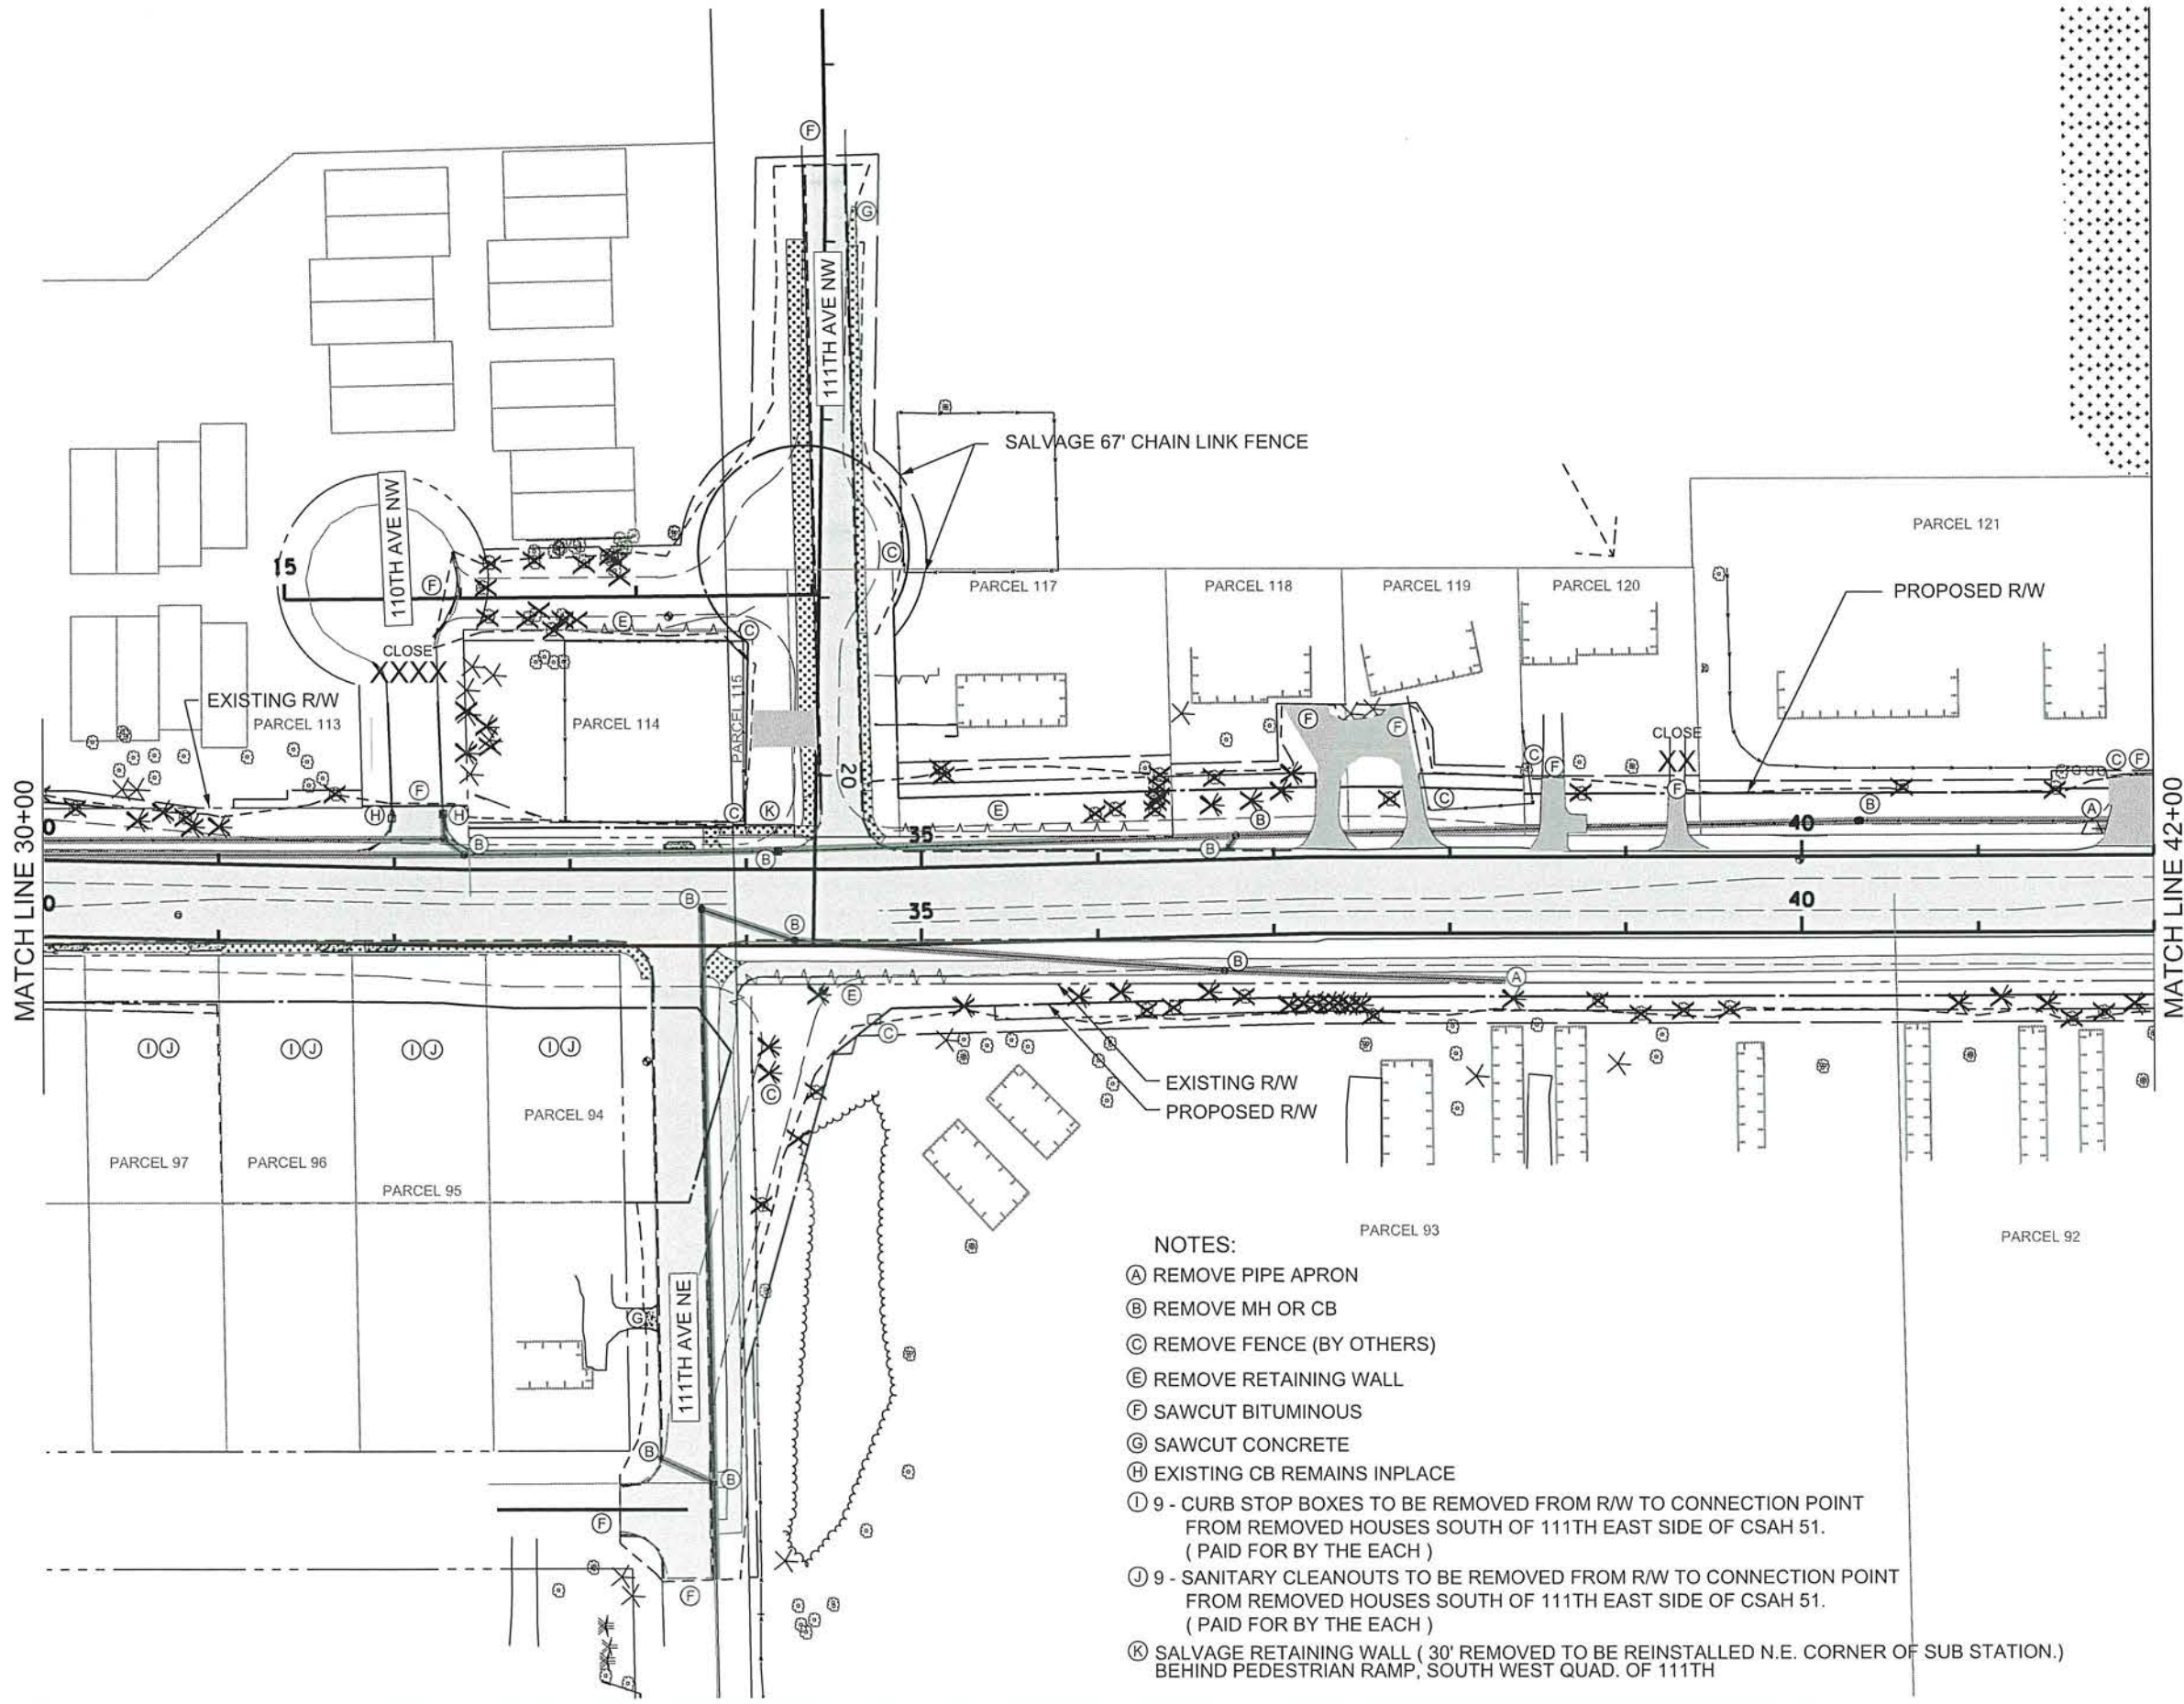 F
G
111TH AVE NW
SALVAGE 67' CHAIN LINK FENCE
PARCEL 121
15
110TH AVE NW
F
C
PARCEL 117
PARCEL 118
PARCEL 119
PARCEL 120
PROPOSED R/W
E
C
CLOSE
XXXX
EXISTING R/W
PARCEL 113
PARCEL 114
PARCEL 115
20
F
F
CLOSE
XX
C
F
C
F
MATCH LINE 30+00
F
H
H
C
K
E
C
F
B
A
MATCH LINE 42+00
0
B
B
35
B
B
40
0
B
B
35
40
B
A
E
C
I J
I J
I J
I J
C
EXISTING R/W
PROPOSED R/W
PARCEL 94
PARCEL 97
PARCEL 96
PARCEL 95
PARCEL 93
PARCEL 92
G
111TH AVE NE
B
B
F
F
NOTES:
A REMOVE PIPE APRON
B REMOVE MH OR CB
C REMOVE FENCE (BY OTHERS)
E REMOVE RETAINING WALL
F SAWCUT BITUMINOUS
G SAWCUT CONCRETE
H EXISTING CB REMAINS INPLACE
I 9 - CURB STOP BOXES TO BE REMOVED FROM R/W TO CONNECTION POINT
FROM REMOVED HOUSES SOUTH OF 111TH EAST SIDE OF CSAH 51.
( PAID FOR BY THE EACH )
J 9 - SANITARY CLEANOUTS TO BE REMOVED FROM R/W TO CONNECTION POINT
FROM REMOVED HOUSES SOUTH OF 111TH EAST SIDE OF CSAH 51.
( PAID FOR BY THE EACH )
K SALVAGE RETAINING WALL ( 30' REMOVED TO BE REINSTALLED N.E. CORNER OF SUB STATION.)
BEHIND PEDESTRIAN RAMP, SOUTH WEST QUAD. OF 111TH